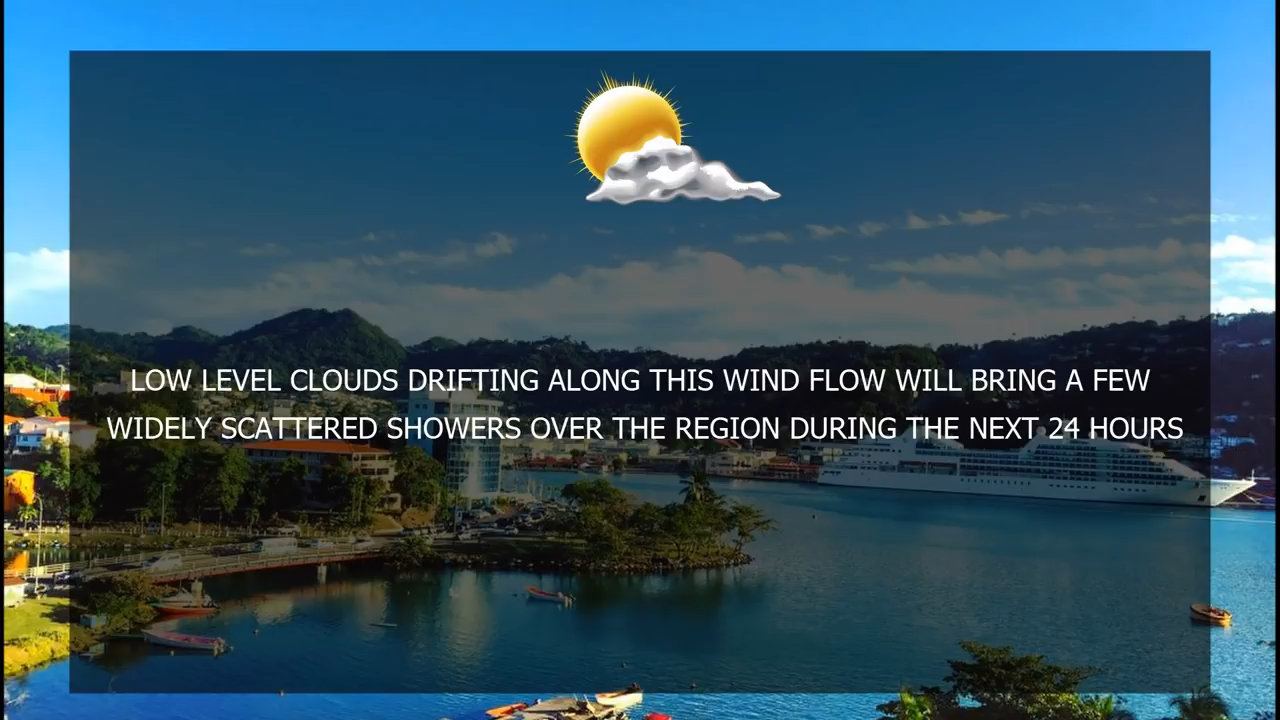 LOW LEVEL CLOUDS DRIFTING ALONG THIS WIND FLOW WILL BRING A FEW
WIDELY SCATTERED SHOWERS OVER THE REGION DURING THE NEXT 24 HOURS